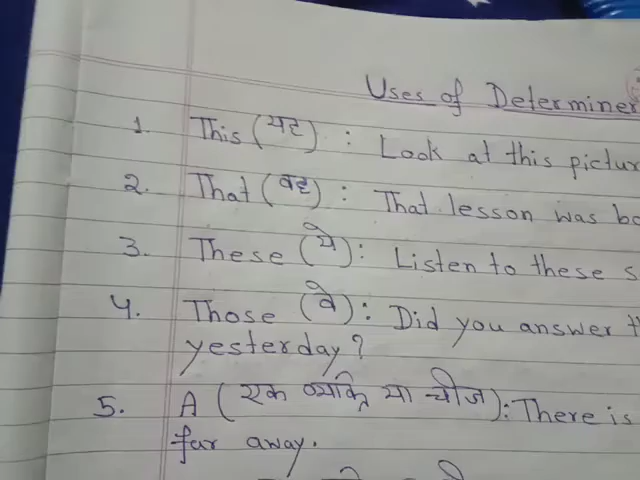 Uses of Determiner
1. This (यह) : Look at this pictur
2. That (वह) : That lesson was bo
3. These (ये) : Listen to these s
4. Those (वे) : Did you answer th
yesterday?
5. A (एक व्यक्ति या चीज) : There is
far away.